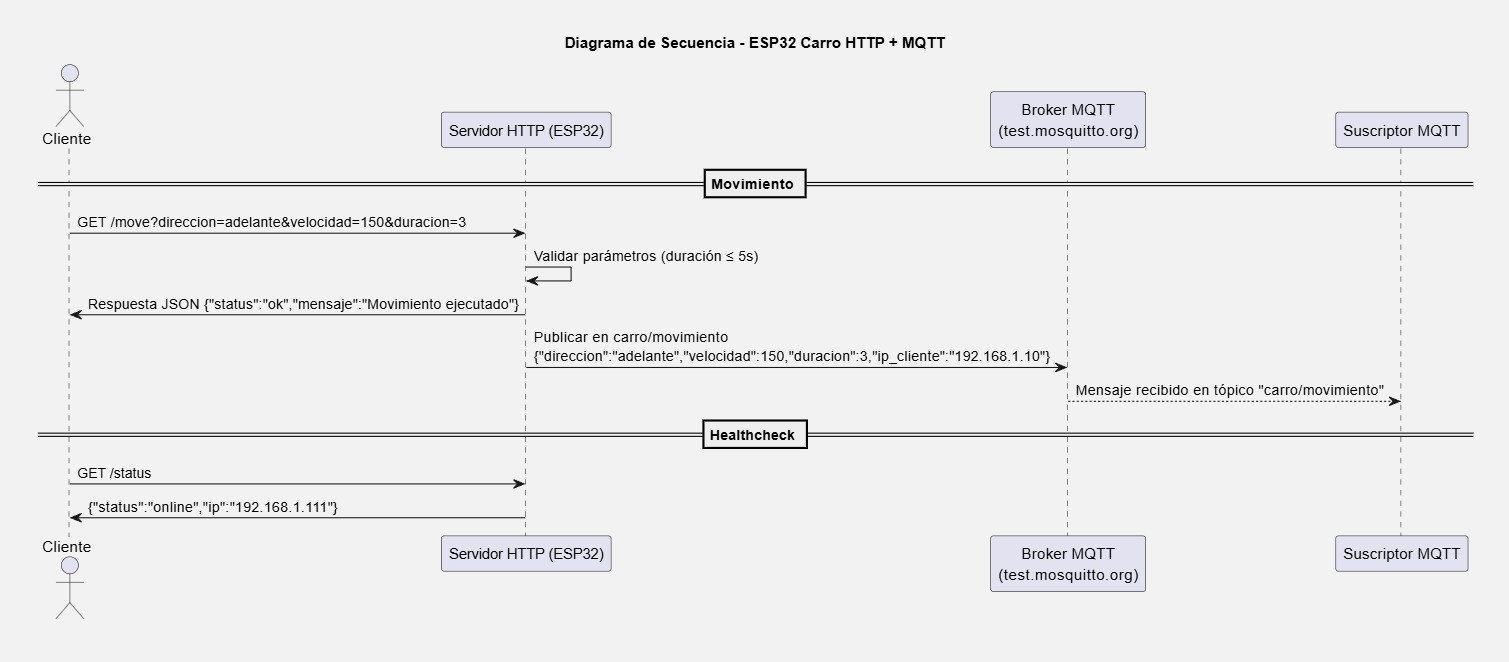 Diagrama de Secuencia - ESP32 Carro HTTP + MQTT
Cliente
Servidor HTTP (ESP32)
Broker MQTT
(test.mosquitto.org)
Suscriptor MQTT
Movimiento
GET /move?direccion=adelante&velocidad=150&duracion=3
Validar parámetros (duración ≤ 5s)
Respuesta JSON {"status":"ok","mensaje":"Movimiento ejecutado"}
Publicar en carro/movimiento
{"direccion":"adelante","velocidad":150,"duracion":3,"ip_cliente":"192.168.1.10"}
Mensaje recibido en tópico "carro/movimiento"
Healthcheck
GET /status
{"status":"online","ip":"192.168.1.111"}
Cliente
Servidor HTTP (ESP32)
Broker MQTT
(test.mosquitto.org)
Suscriptor MQTT